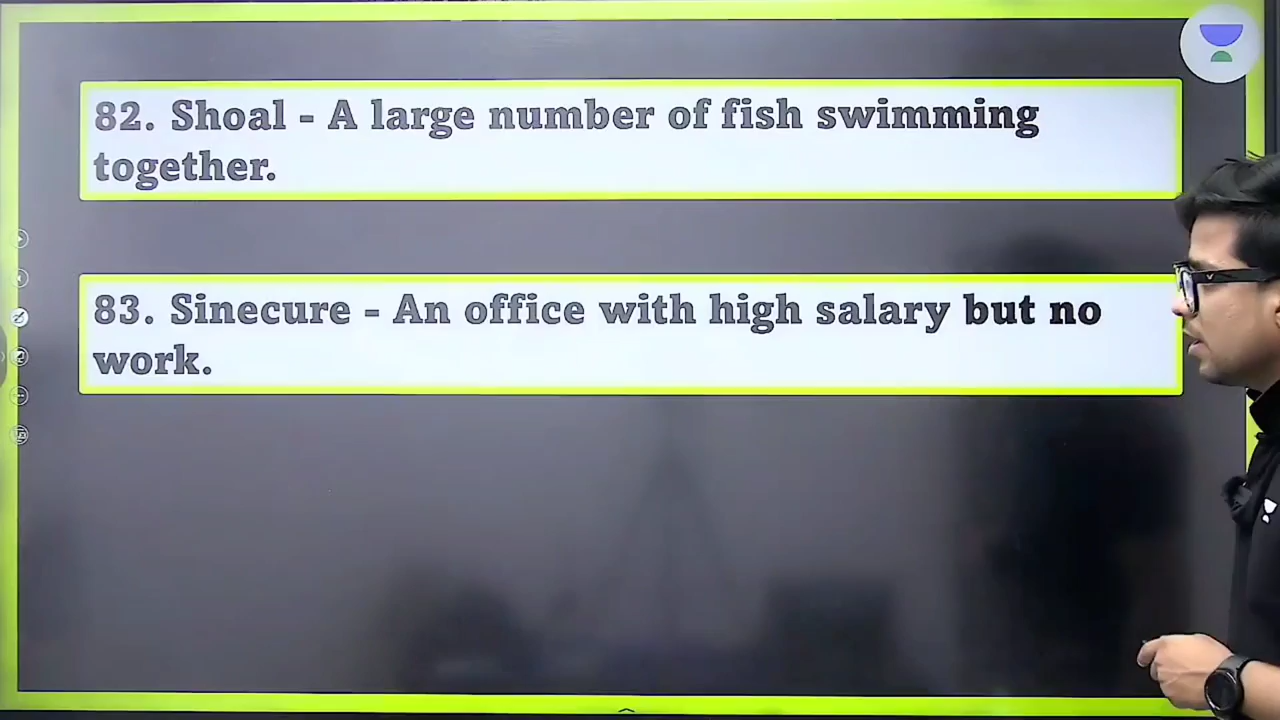 82. Shoal - A large number of fish swimming
together.
83. Sinecure - An office with high salary but no
work.